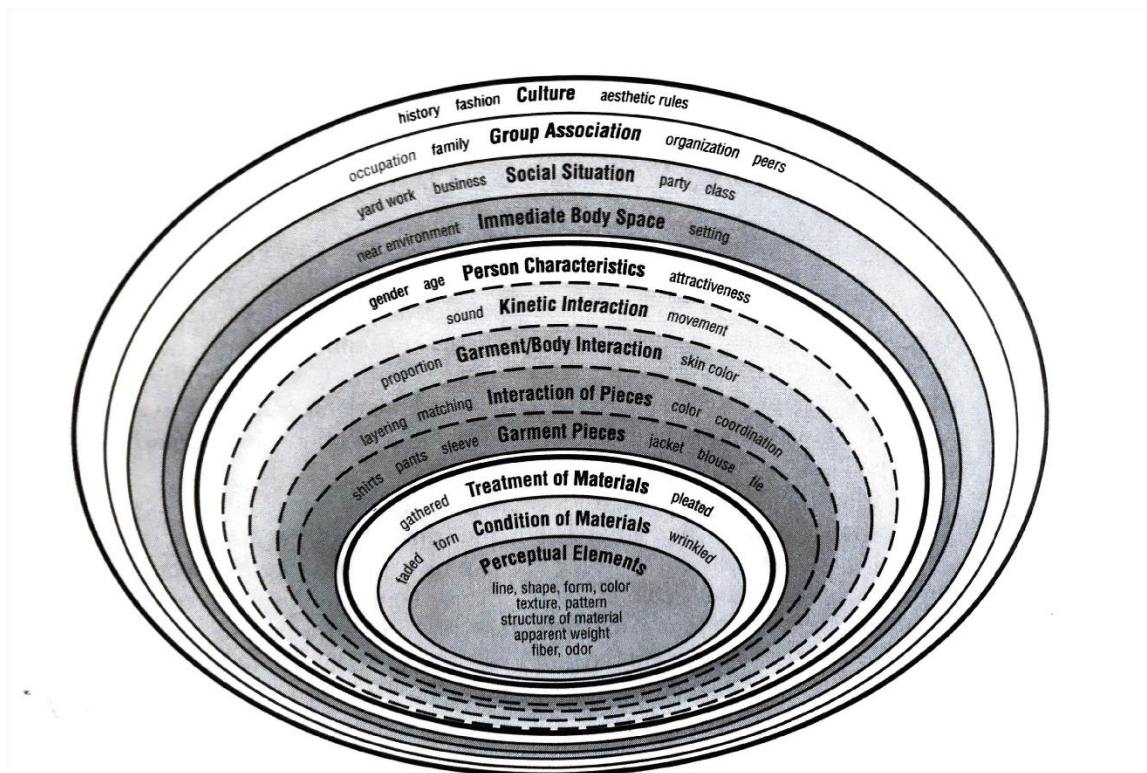 history fashion Culture aesthetic rules
occupation family Group Association organization peers
yard work business Social Situation party class
near environment Immediate Body Space setting
gender age Person Characteristics attractiveness
sound Kinetic Interaction movement
proportion Garment/Body Interaction skin color
layering matching Interaction of Pieces color coordination
shirts pants sleeve Garment Pieces jacket blouse tie
gathered Treatment of Materials pleated
faded torn Condition of Materials wrinkled
Perceptual Elements
line, shape, form, color
texture, pattern
structure of material
apparent weight
fiber, odor